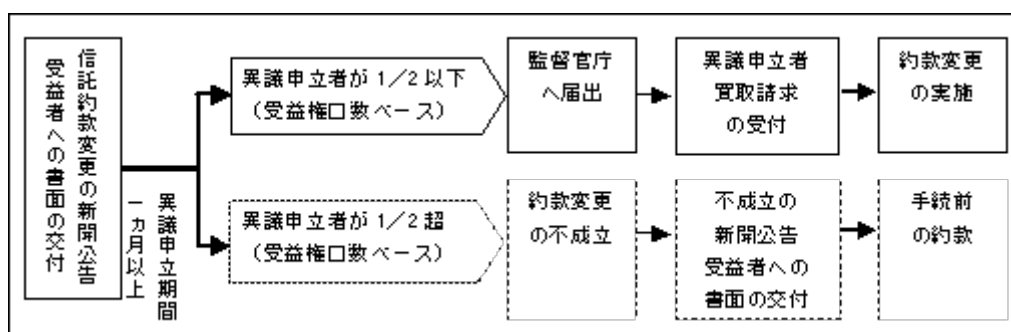 信託約款変更の新聞公告
受益者への書面の交付
異議申立期間
一カ月以上
異議申立者が1/2以下
(受益権口数ベース)
監督官庁
へ届出
異議申立者
買取請求
の受付
約款変更
の実施
異議申立者が1/2超
(受益権口数ベース)
約款変更
の不成立
不成立の
新聞公告
受益者への
書面の交付
手続前
の約款